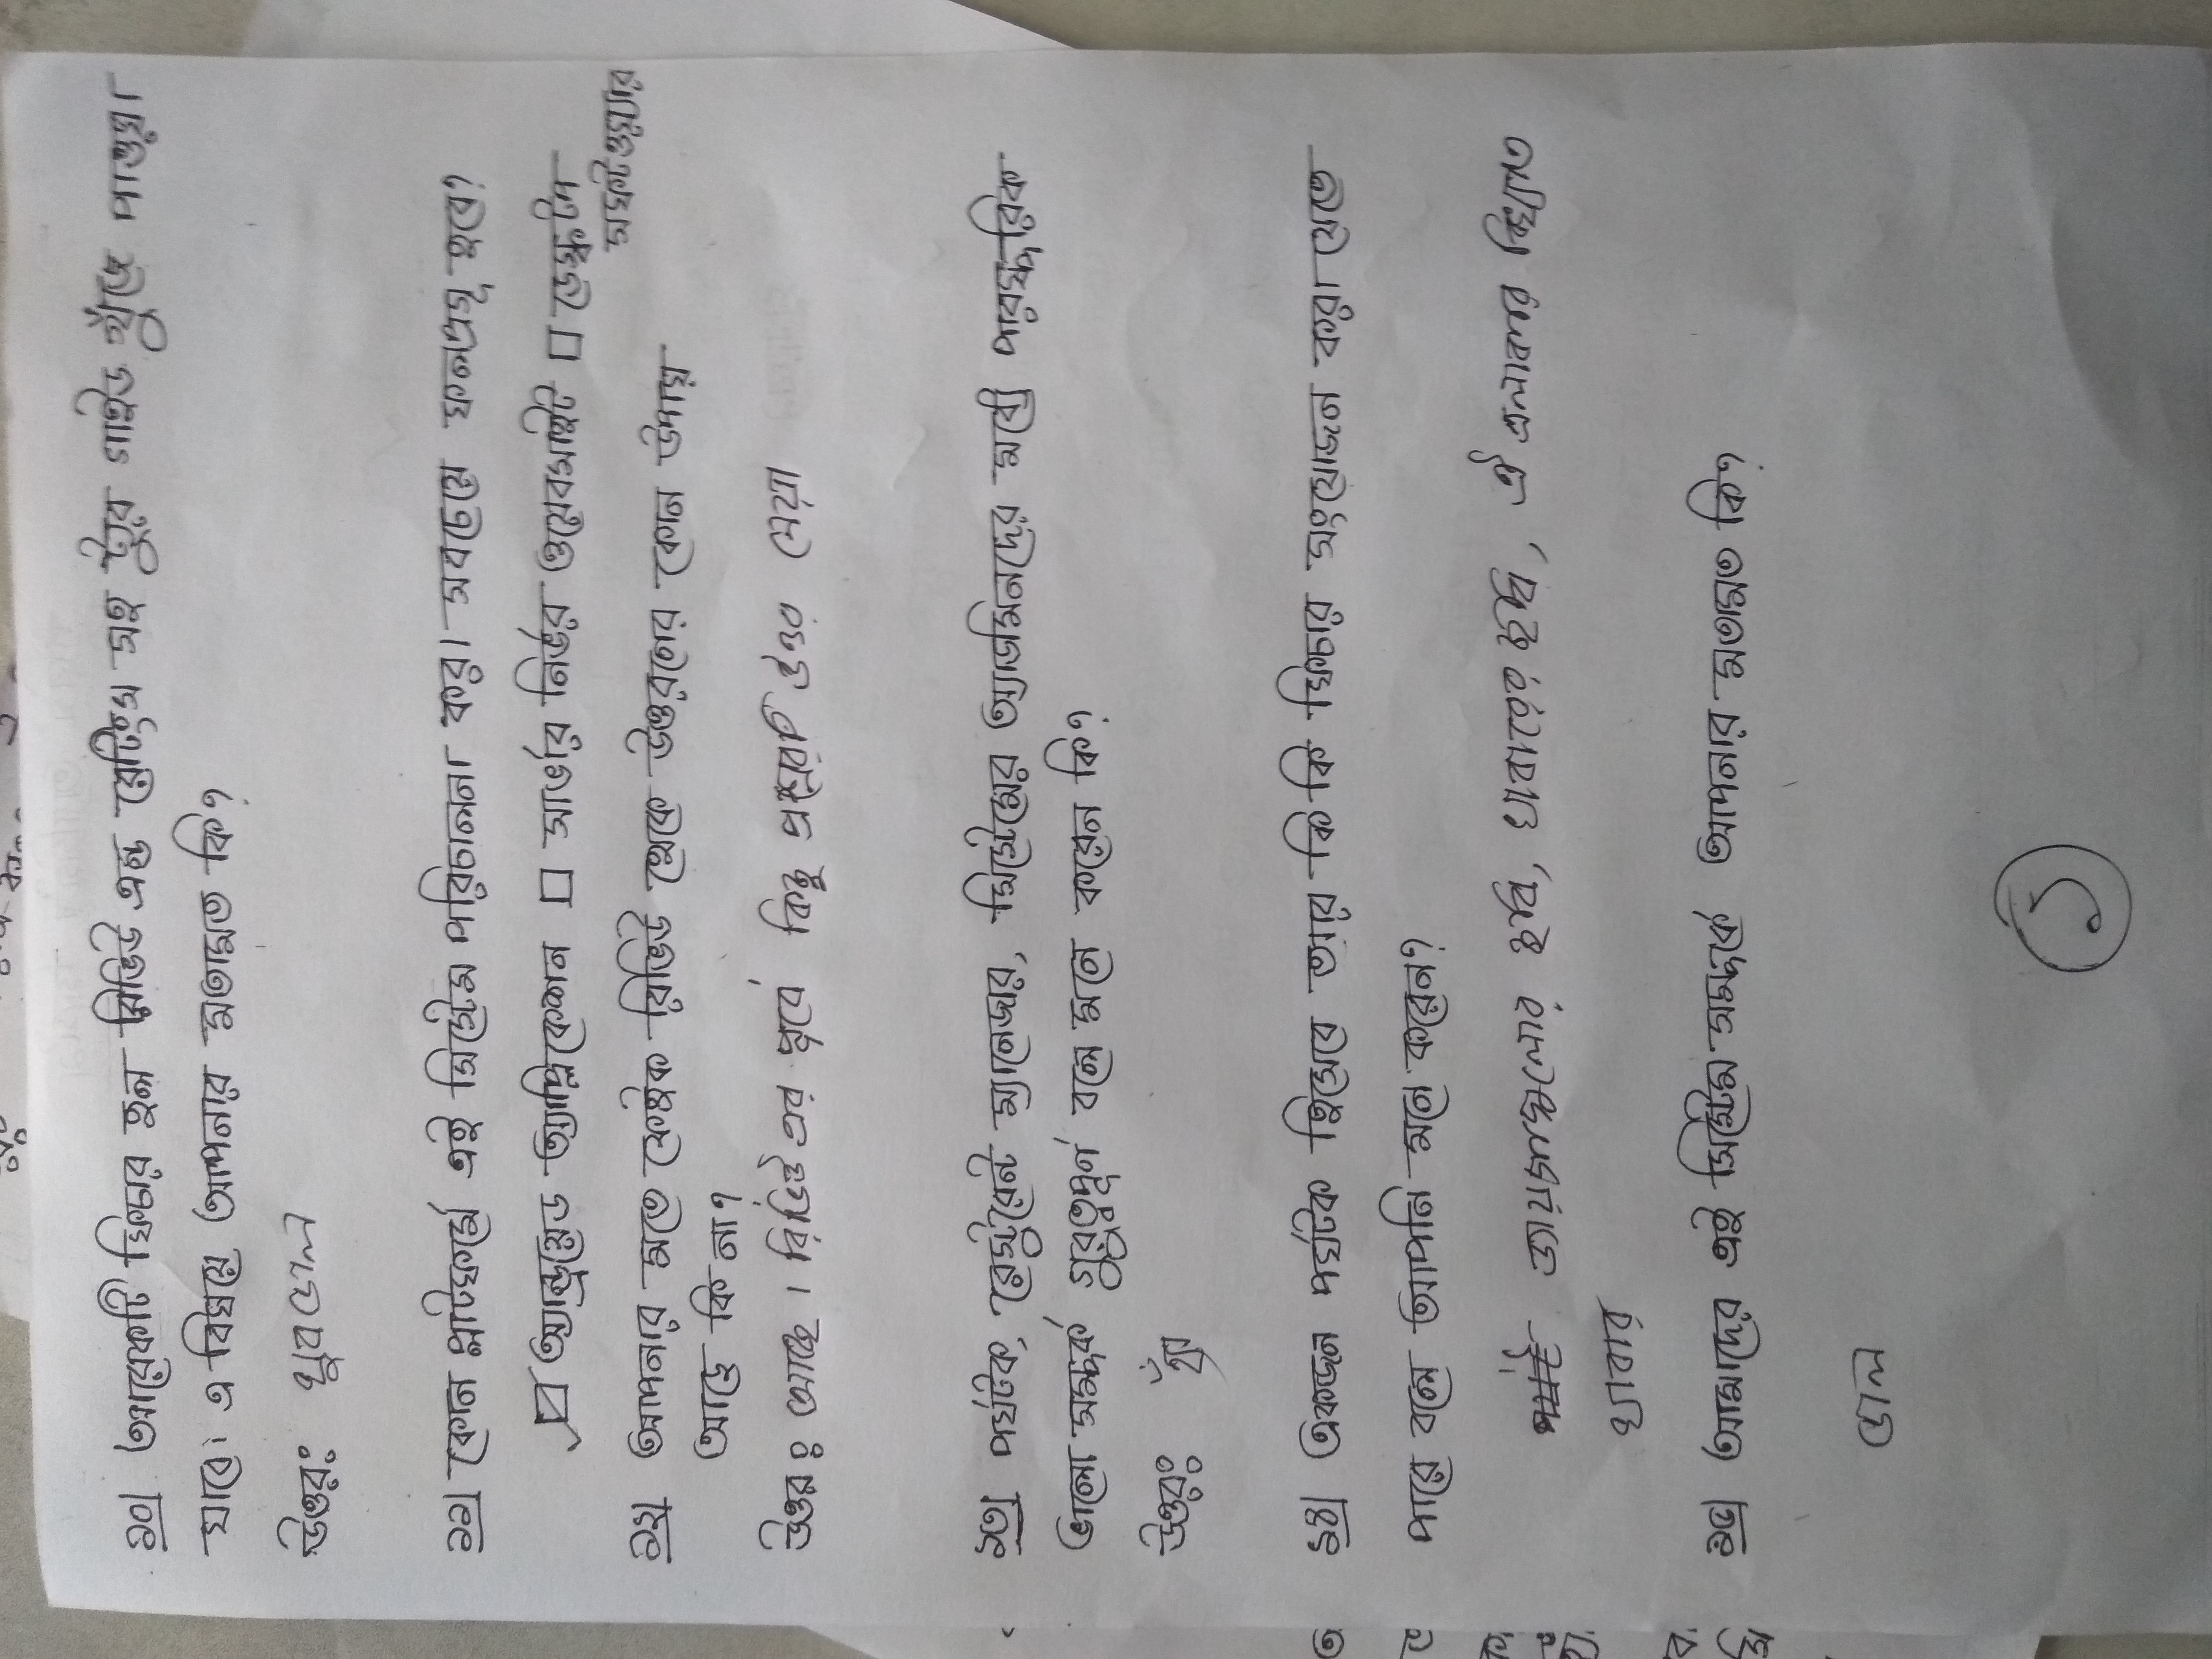 ১০| আরেকটি ফিচার হল রিভিউ এন্ড রেটিংস সহ ট্যুর গাইড খুঁজে পাওয়া
যাবে। এ বিষয়ে আপনার মতামত কি?
উত্তরঃ খুব ভাল
১১| কোন প্লাটফর্মে এই সিস্টেম পরিচালনা করা সবচেয়ে ফলপ্রসূ হবে?
☑ অ্যান্ড্রয়েড অ্যাপ্লিকেশন □ সার্ভার নির্ভর ওয়েবসাইট □ ডেস্কটপ
সফটওয়্যার
১২| আপনার মতে ফেইক রিভিউ থেকে উত্তরণের কোন উপায়
আছে কি না?
উত্তরঃ আছে। রিভিউ এর পূর্বে কিছু প্রশ্নের উত্তর নেয়া
১৩| পর্যটক, রেস্টুরেন্ট ম্যানেজার, সিস্টেমের অ্যাডমিনদের মধ্যে পারস্পরিক
ভালো সম্পর্ক গুরুত্বপূর্ণ বলে মনে করেন কি?
উত্তরঃ হ্যাঁ
১৪| একজন পর্যটক হিসেবে আর কি কি ফিচার সংযোজন করা যেতে
পারে বলে আপনি মনে করেন?
জায়গাগুলোর ছবি, খাবারের ছবি, ঐ এলাকার বিখ্যাত
খাবার
১৫| আমাদের এই সিস্টেম সম্পর্কে আপনার মতামত কি?
ভাল
১